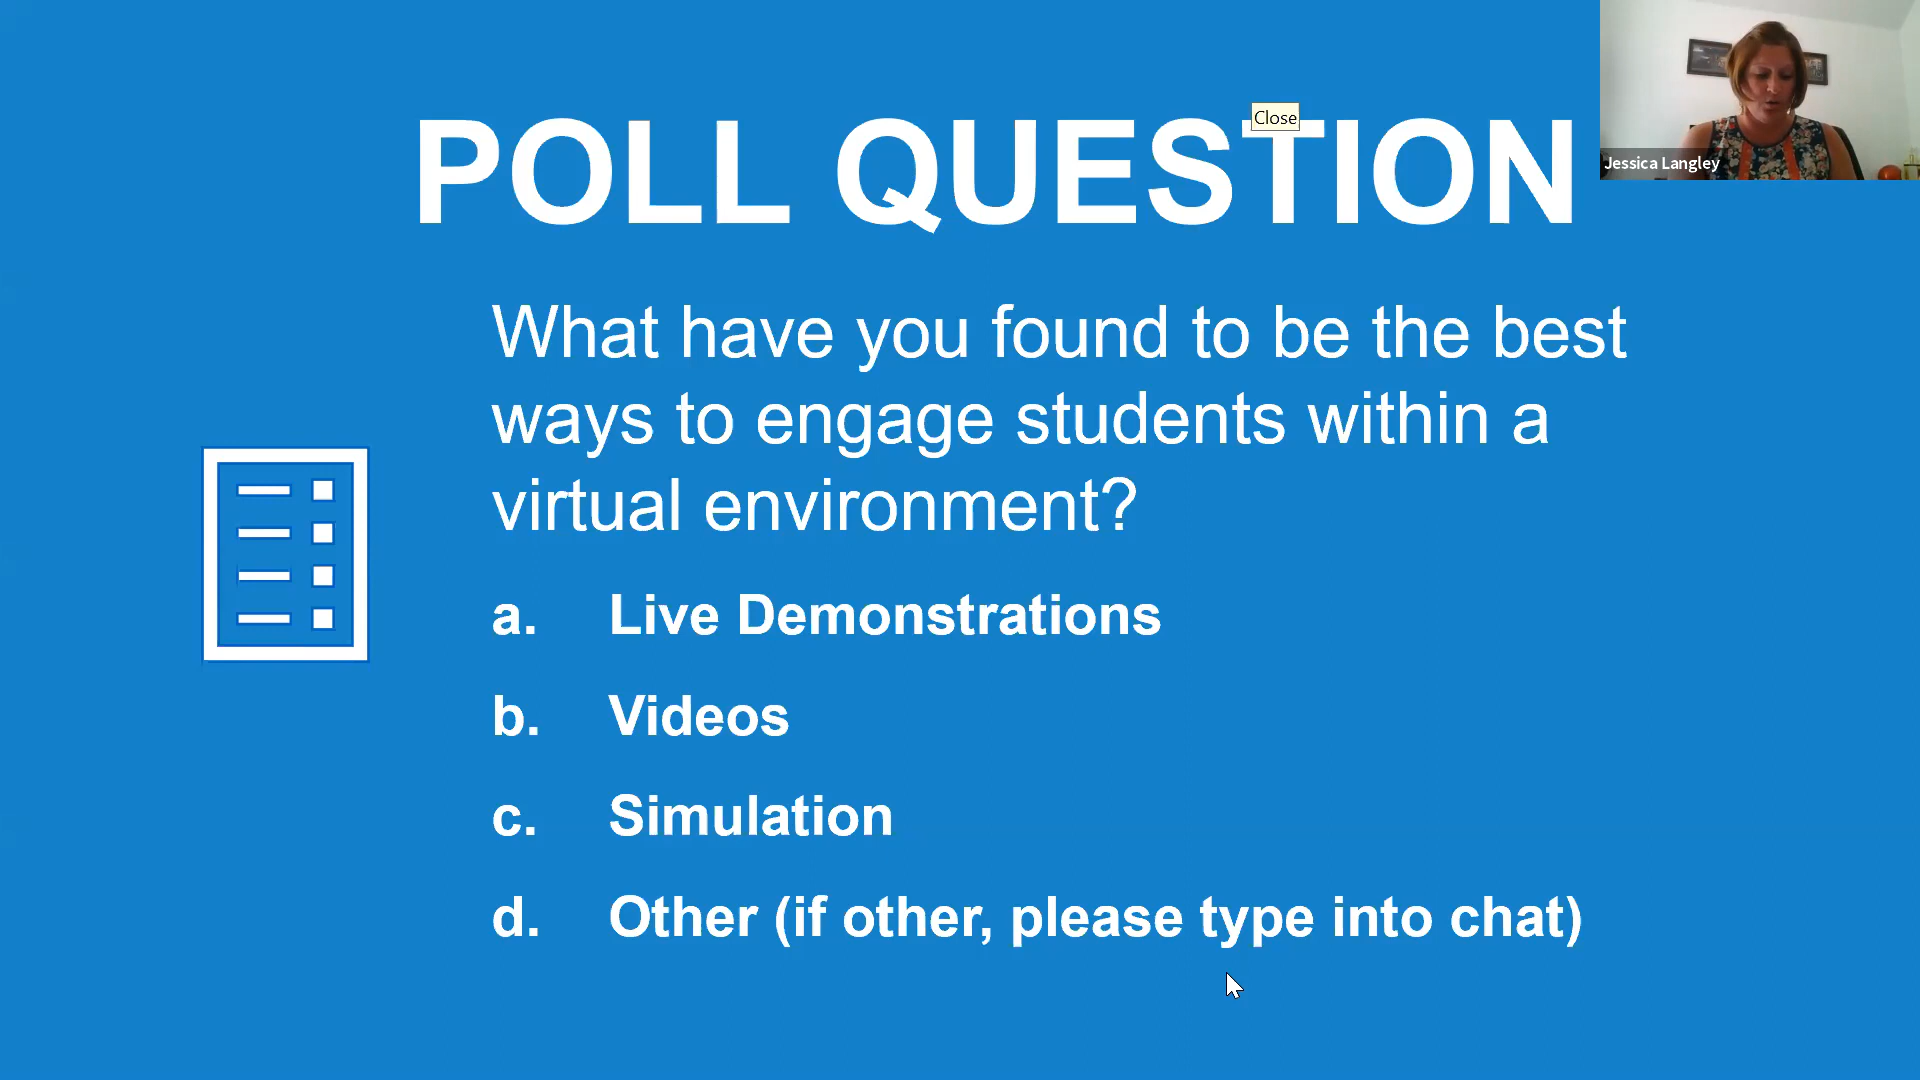 POLL QUESTION
Close
Jessica Langley
What have you found to be the best
ways to engage students within a
virtual environment?
a. Live Demonstrations
b. Videos
c. Simulation
d. Other (if other, please type into chat)